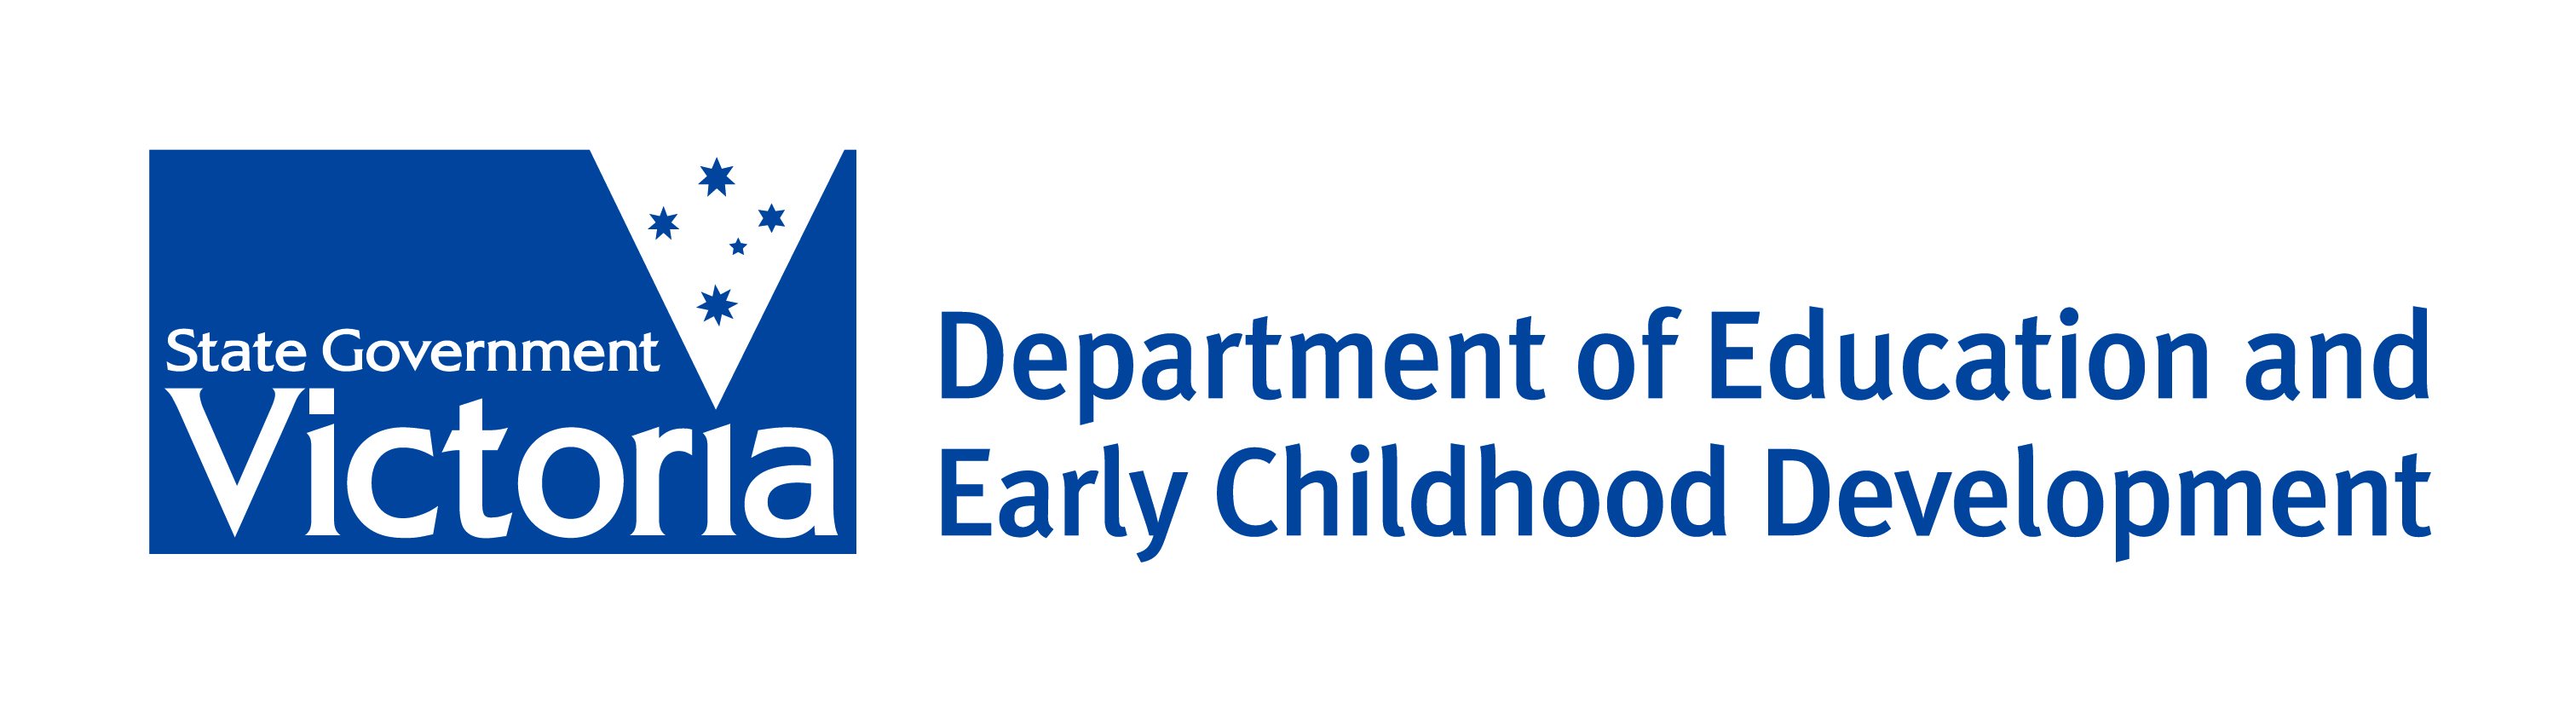 State Government
Victoria
Department of Education and
Early Childhood Development